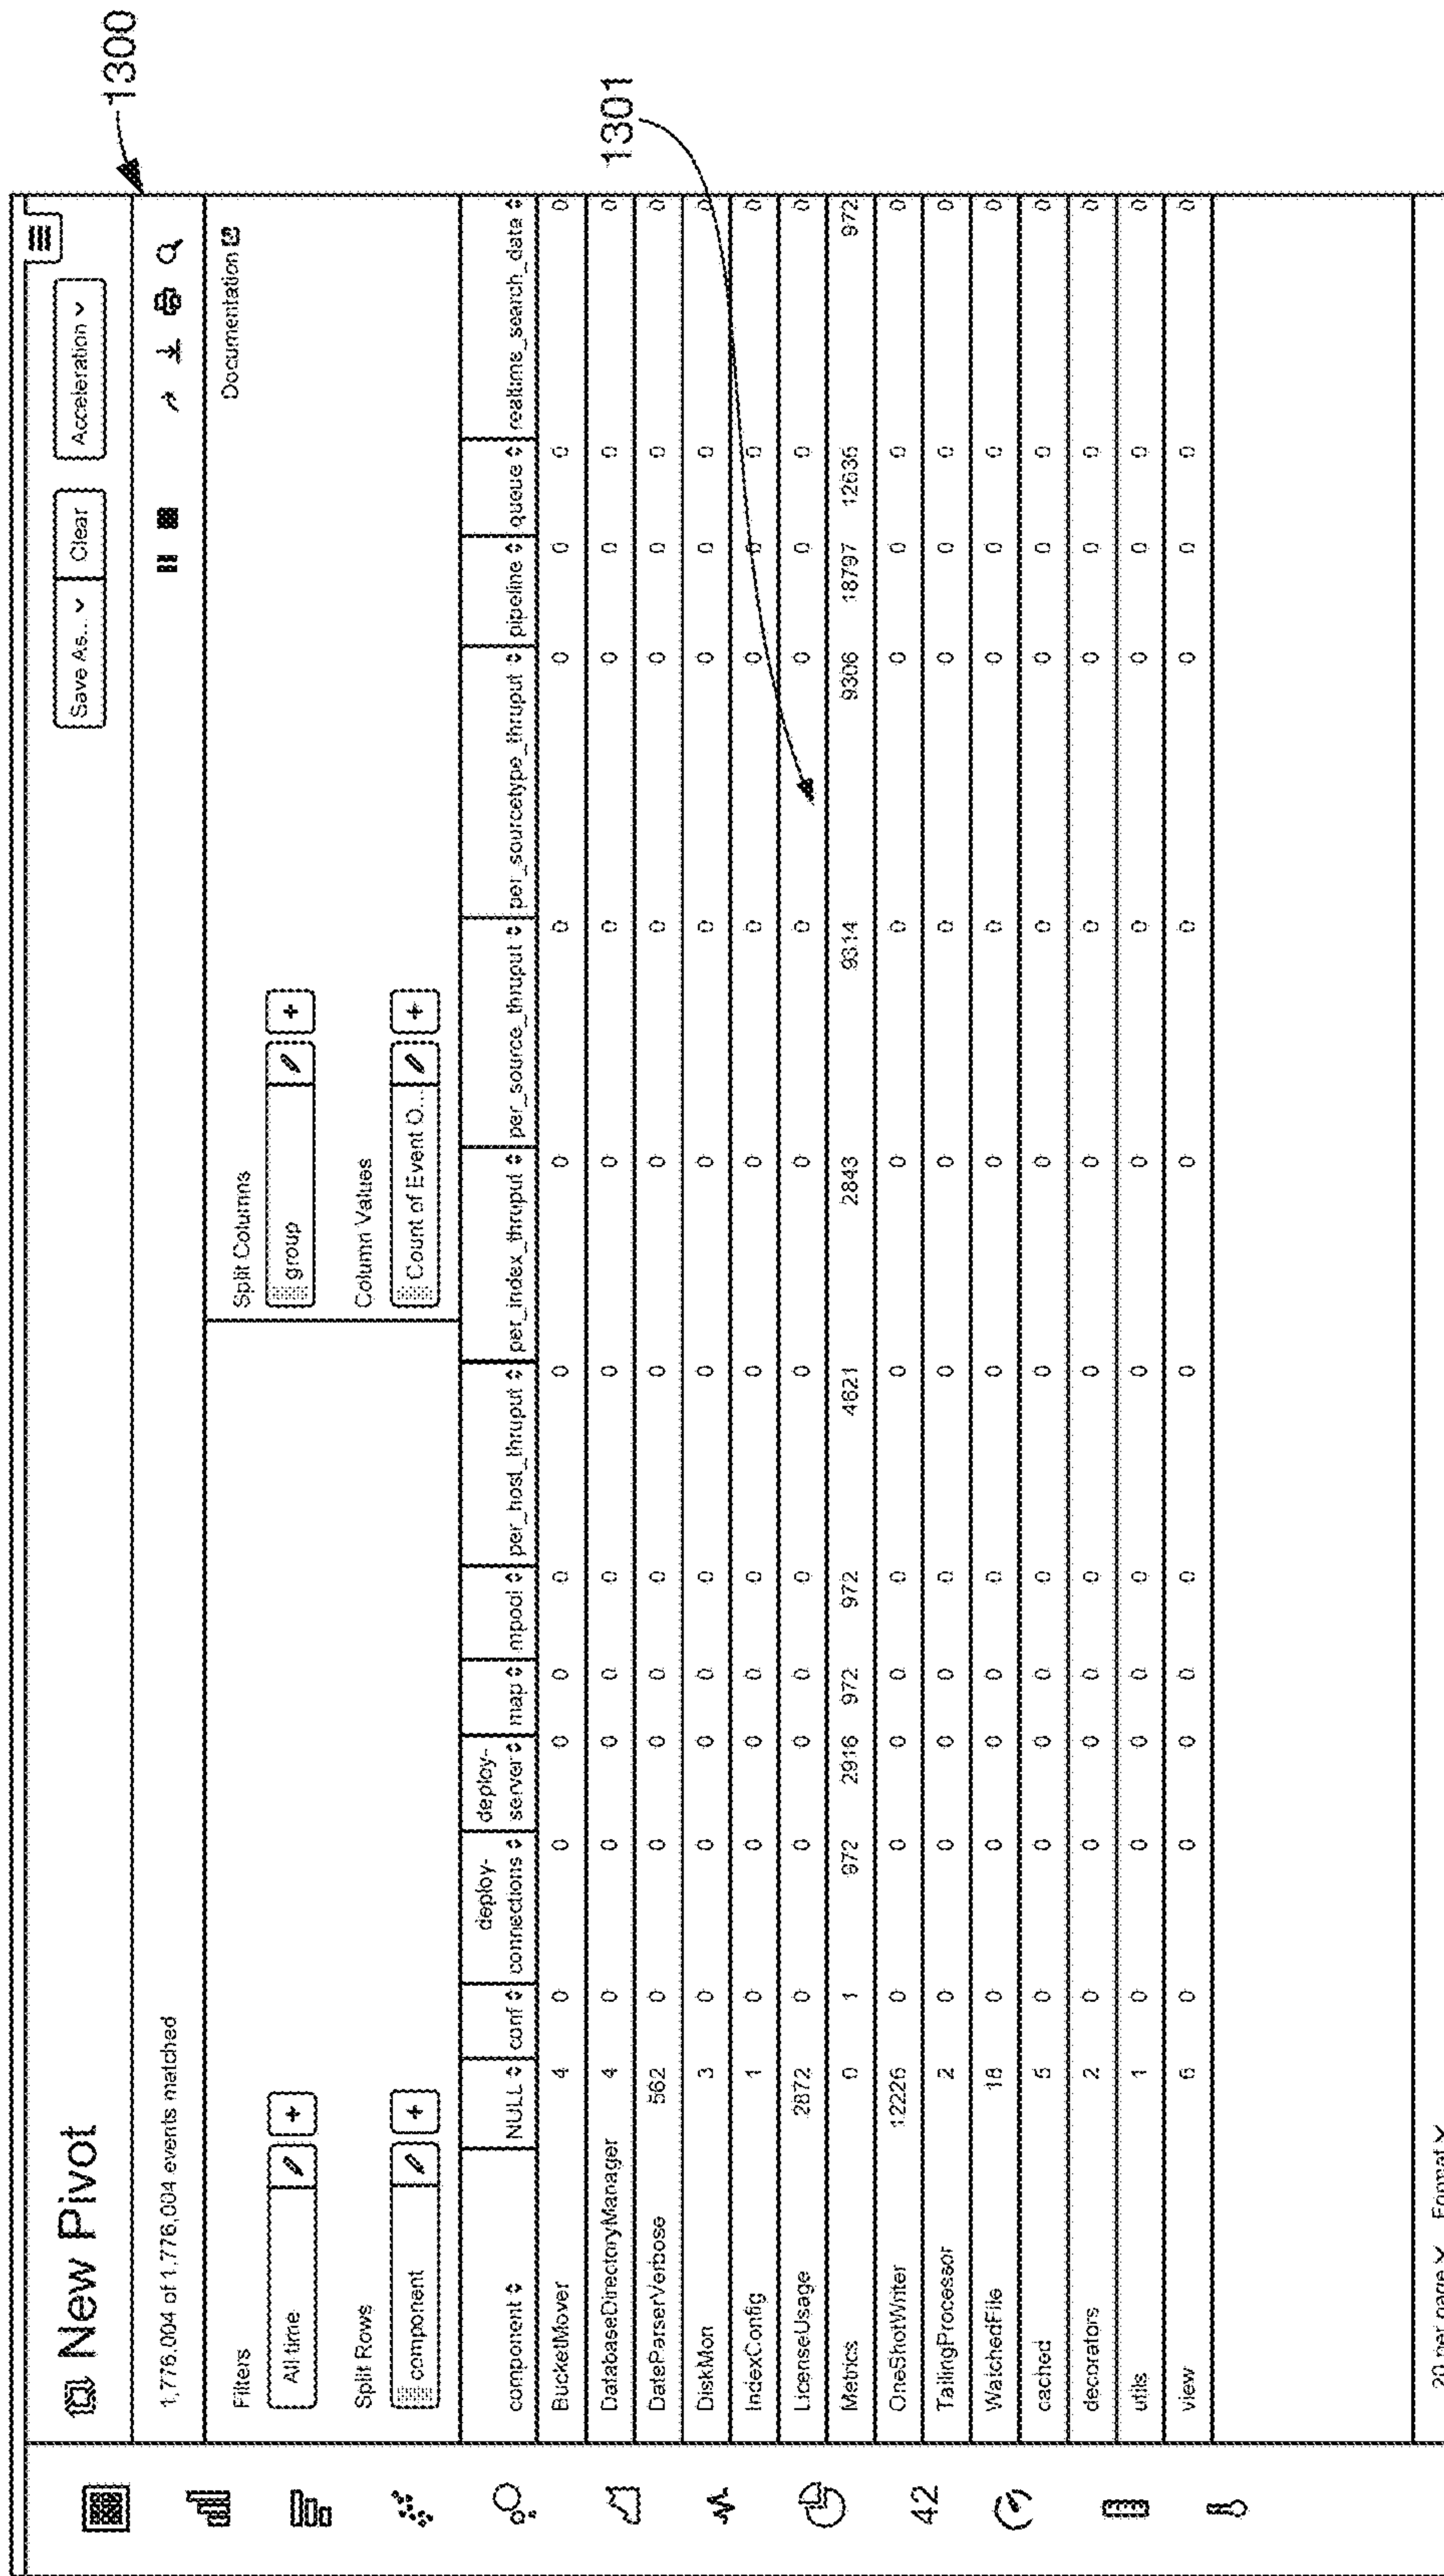 New Pivot
Save As... Clear Acceleration
1300
1,776,004 of 1,776,004 events matched
Filters
Split Columns
Documentation
All time + group +
1301
Split Rows
Column Values
component + Count of Event O... +
component NULL conf deploy-connections deploy-server map mpool per_host_thruput per_index_thruput per_source_thruput per_sourcetype_thruput pipeline queue realtime_search_data
BucketMover 4 0 0 0 0 0 0 0 0 0 0 0 0
DatabaseDirectoryManager 4 0 0 0 0 0 0 0 0 0 0 0 0
DateParserVerbose 562 0 0 0 0 0 0 0 0 0 0 0 0
DiskMon 3 0 0 0 0 0 0 0 0 0 0 0 0
IndexConfig 1 0 0 0 0 0 0 0 0 0 0 0 0
LicenseUsage 2872 0 0 0 0 0 0 0 0 0 0 0 0
Metrics 0 1 972 2916 972 972 4621 2843 9314 9306 18797 12636 972
OneShotWriter 12226 0 0 0 0 0 0 0 0 0 0 0 0
TailingProcessor 2 0 0 0 0 0 0 0 0 0 0 0 0
WatchedFile 18 0 0 0 0 0 0 0 0 0 0 0 0
cached 5 0 0 0 0 0 0 0 0 0 0 0 0
decorators 2 0 0 0 0 0 0 0 0 0 0 0 0
utils 1 0 0 0 0 0 0 0 0 0 0 0 0
view 6 0 0 0 0 0 0 0 0 0 0 0 0
42
20 per page Format